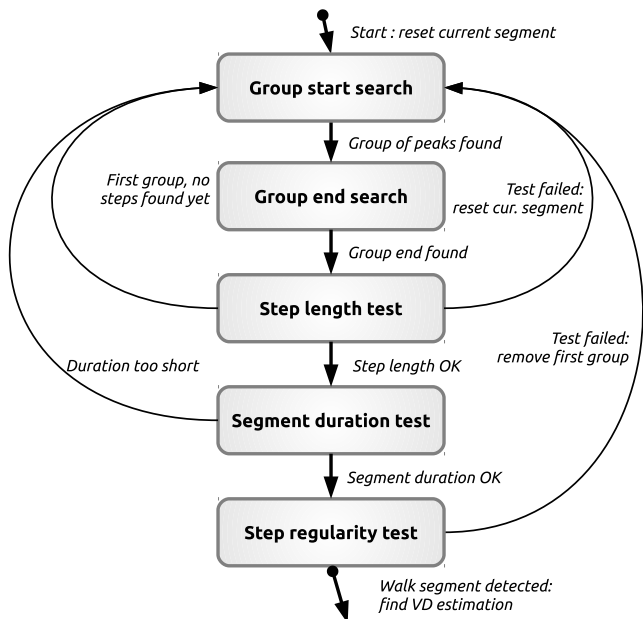 Start : reset current segment
Group start search
Group of peaks found
First group, no
steps found yet
Group end search
Test failed:
reset cur. segment
Group end found
Step length test
Test failed:
remove first group
Duration too short
Step length OK
Segment duration test
Segment duration OK
Step regularity test
Walk segment detected:
find VD estimation